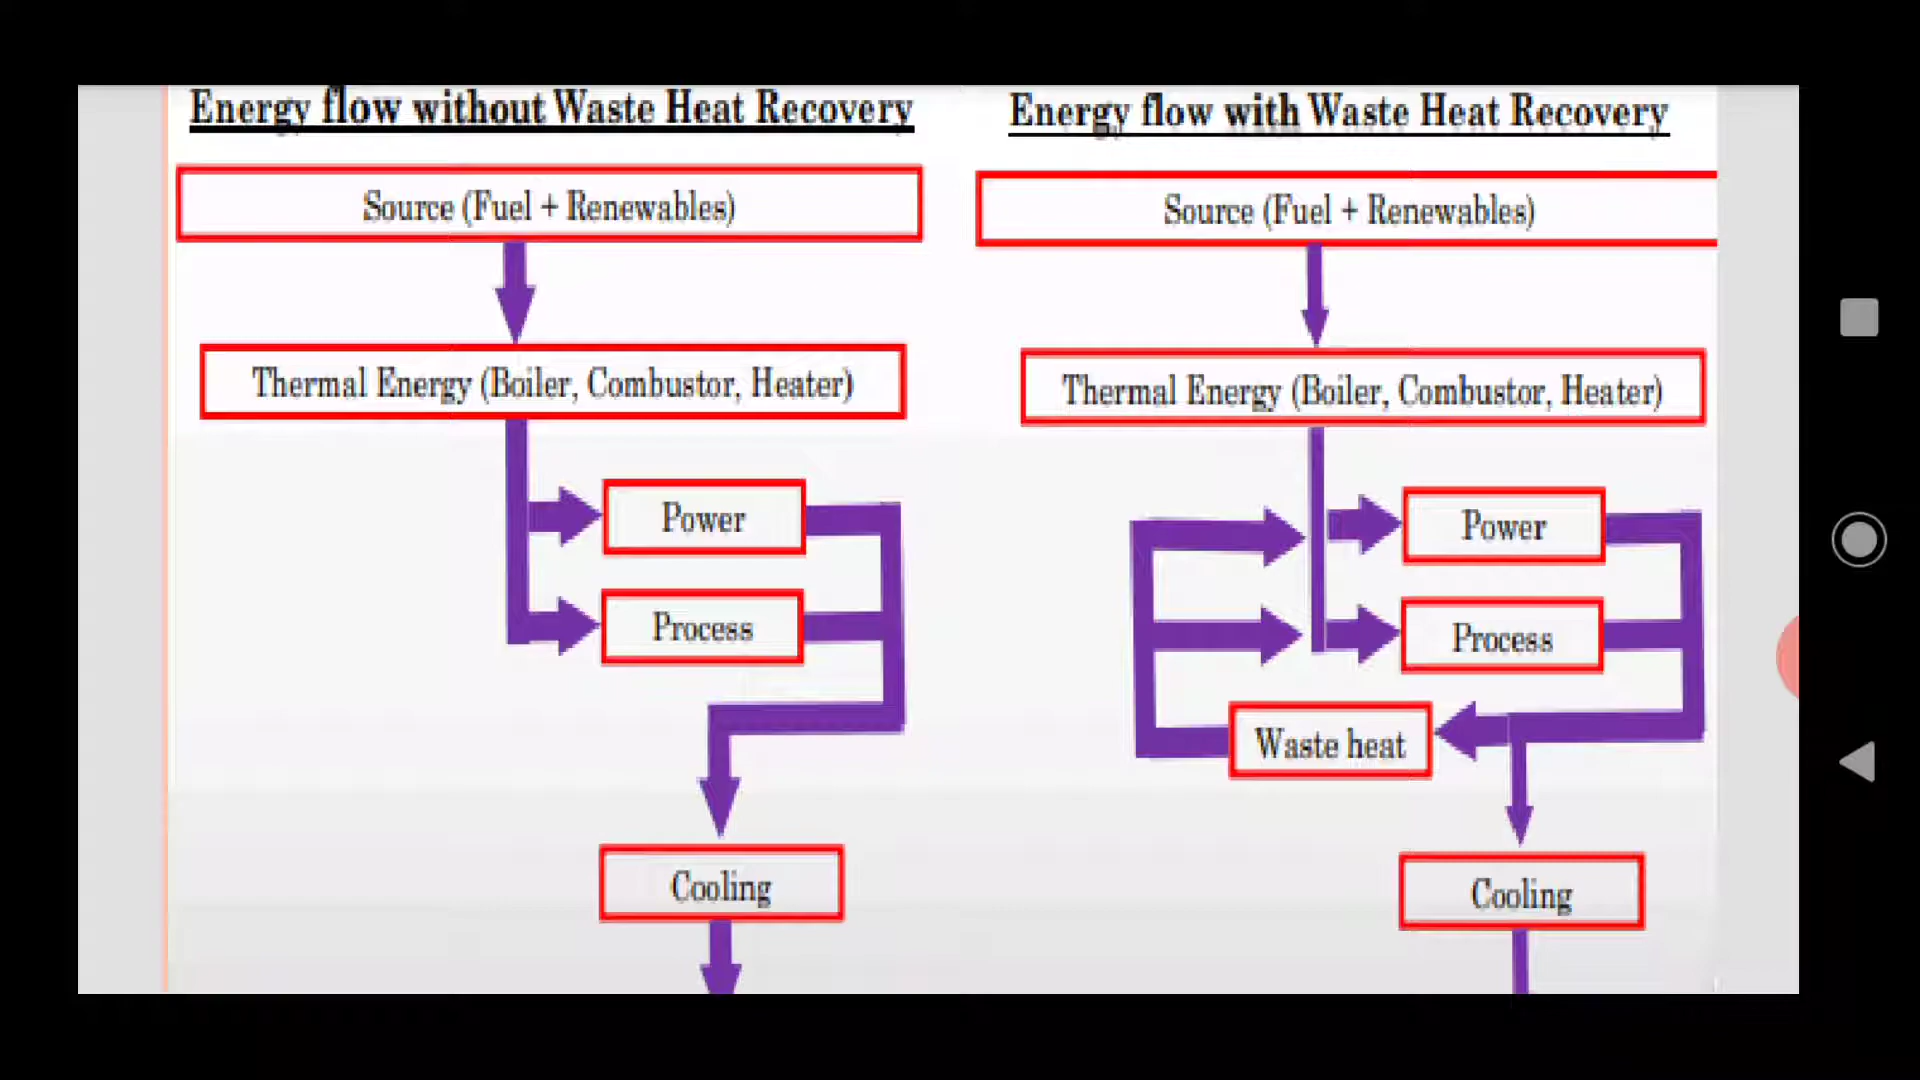 Energy flow without Waste Heat Recovery
Source (Fuel + Renewables)
Thermal Energy (Boiler, Combustor, Heater)
Power
Process
Cooling
Energy flow with Waste Heat Recovery
Source (Fuel + Renewables)
Thermal Energy (Boiler, Combustor, Heater)
Power
Process
Waste heat
Cooling